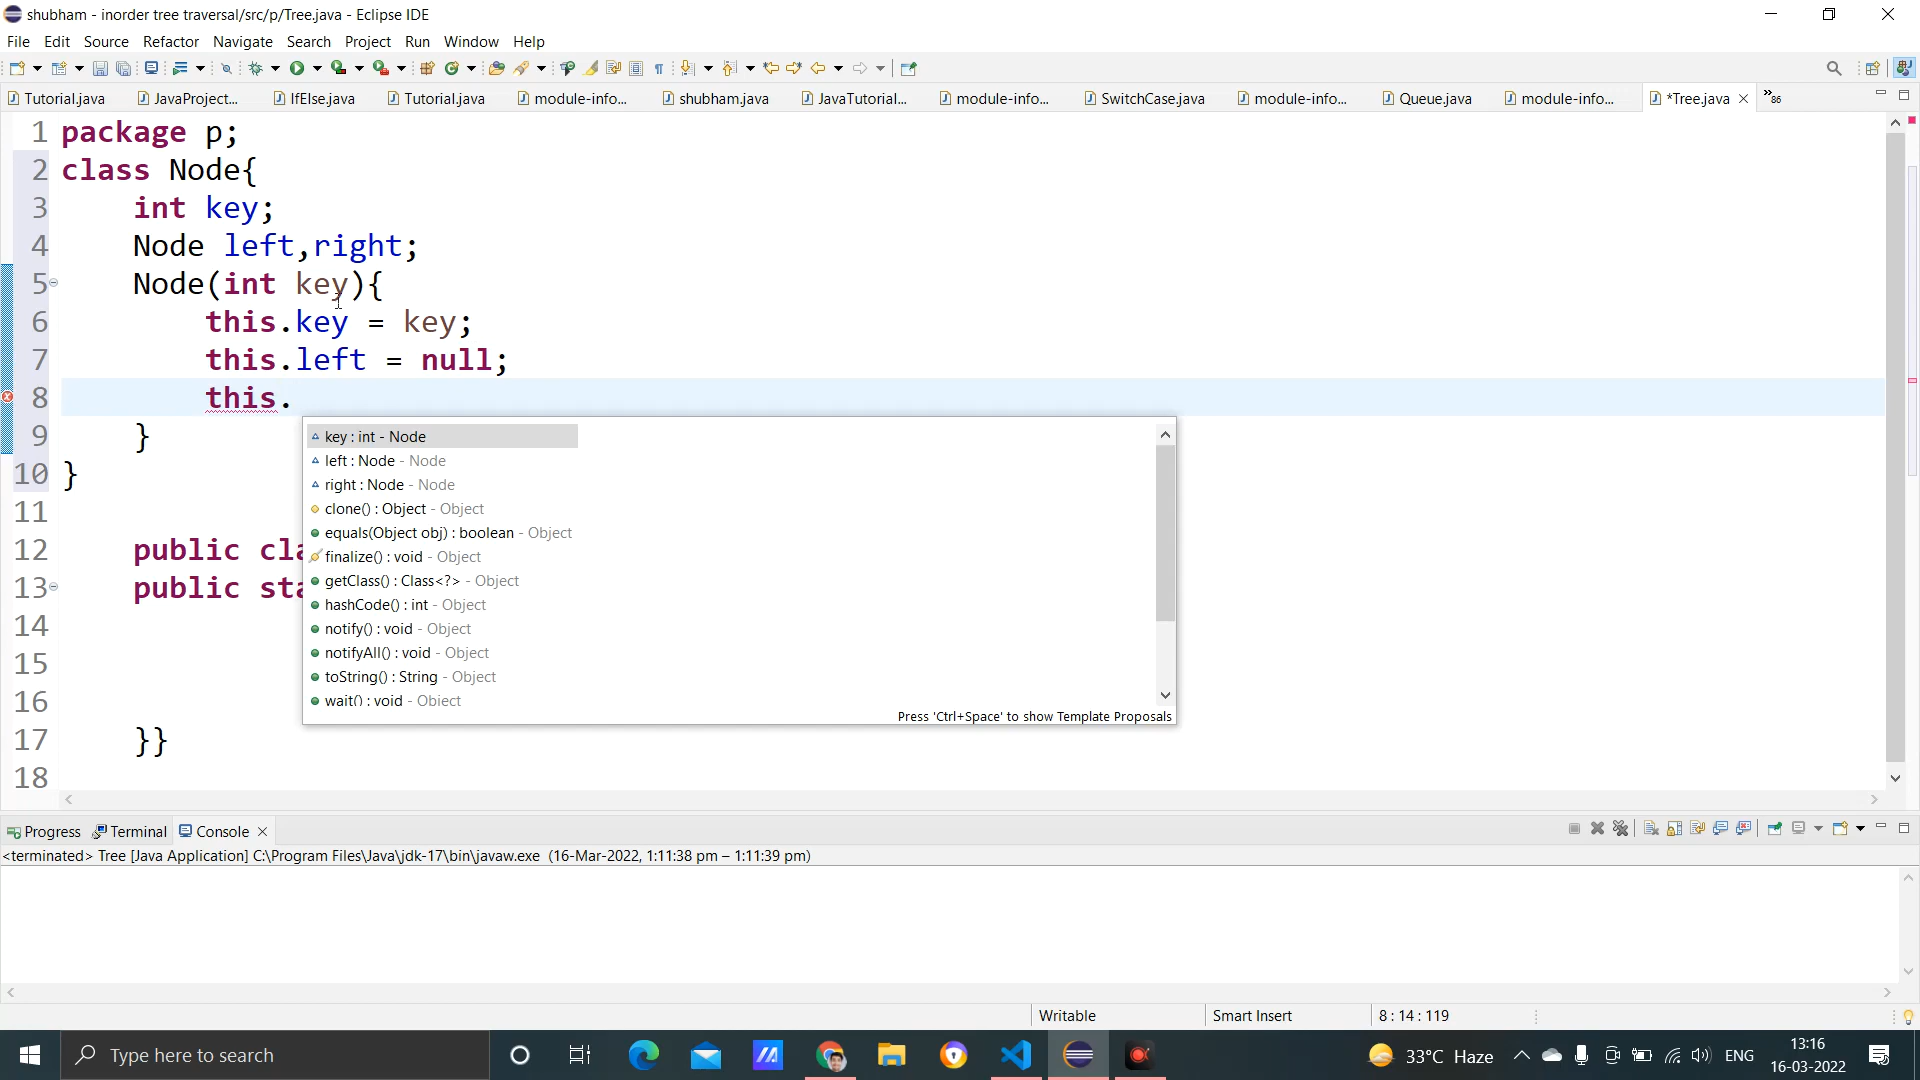 shubham - inorder tree traversal/src/p/Tree.java - Eclipse IDE
File Edit Source Refactor Navigate Search Project Run Window Help
Tutorial.java JavaProject... IfElse.java Tutorial.java module-info... shubham.java JavaTutorial... module-info... SwitchCase.java module-info... Queue.java module-info... *Tree.java »86
1 package p;
2 class Node{
3 int key;
4 Node left,right;
5 Node(int key){
6 this.key = key;
7 this.left = null;
8 this.
9 }
10 }
11
12 public cla
13 public sta
14
15
16
17 }}
18
key : int - Node
left : Node - Node
right : Node - Node
clone() : Object - Object
equals(Object obj) : boolean - Object
finalize() : void - Object
getClass() : Class<?> - Object
hashCode() : int - Object
notify() : void - Object
notifyAll() : void - Object
toString() : String - Object
wait() : void - Object
Press 'Ctrl+Space' to show Template Proposals
Progress Terminal Console
<terminated> Tree [Java Application] C:\Program Files\Java\jdk-17\bin\javaw.exe (16-Mar-2022, 1:11:38 pm – 1:11:39 pm)
Writable Smart Insert 8 : 14 : 119
Type here to search 33°C Haze ENG 13:16
16-03-2022